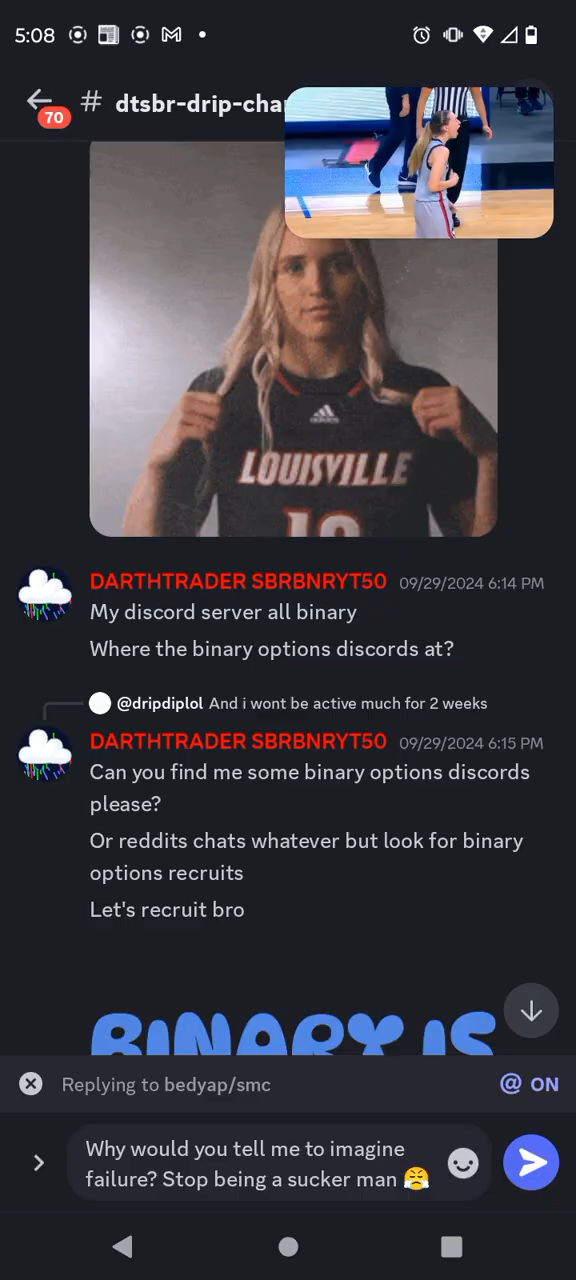 5:08
70
# dtsbr-drip-cha
LOUISVILLE
DARTHTRADER SBRBNRYT50 09/29/2024 6:14 PM
My discord server all binary
Where the binary options discords at?
@dripdiplol And i wont be active much for 2 weeks
DARTHTRADER SBRBNRYT50 09/29/2024 6:15 PM
Can you find me some binary options discords
please?
Or reddits chats whatever but look for binary
options recruits
Let's recruit bro
BINARY IS
Replying to bedyap/smc @ ON
Why would you tell me to imagine
failure? Stop being a sucker man 😤